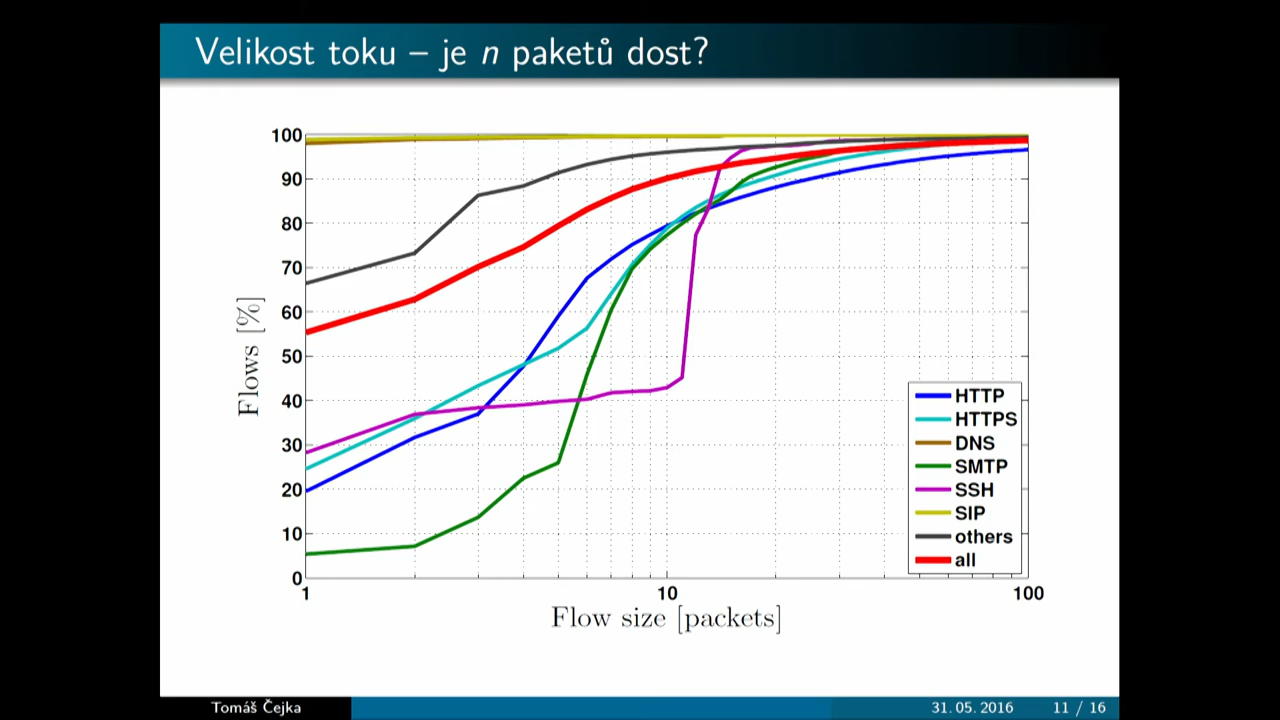 Velikost toku – je n paketů dost?
100
90
80
70
60
50
40
30
20
10
0
Flows [%]
1
10
100
Flow size [packets]
HTTP
HTTPS
DNS
SMTP
SSH
SIP
others
all
Tomáš Čejka
31. 05. 2016
11 / 16